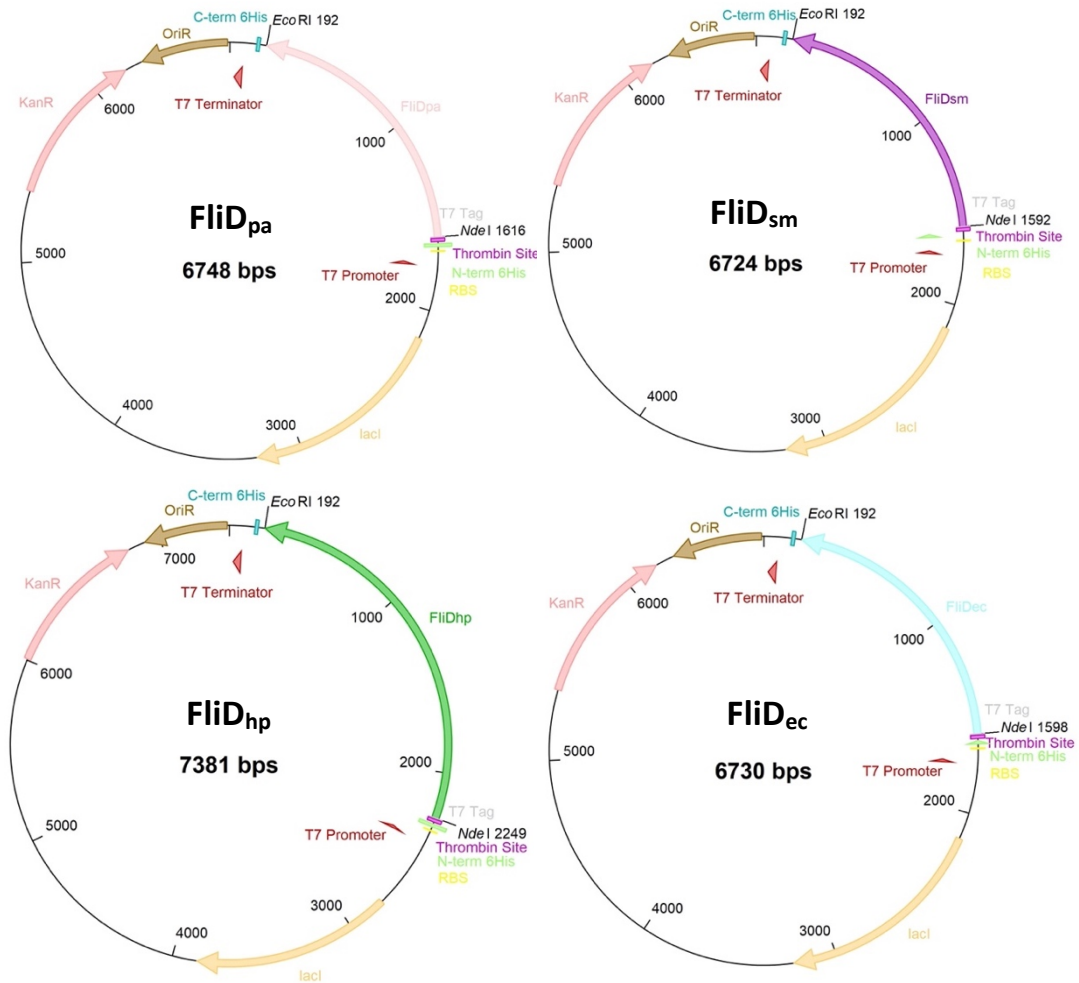 C-term 6His
EcoRI 192
OriR
KanR
6000
T7 Terminator
FliDpa
1000
FliDpa
6748 bps
T7 Tag
NdeI 1616
Thrombin Site
N-term 6His
RBS
T7 Promoter
5000
2000
4000
3000
lacI
C-term 6His
EcoRI 192
OriR
KanR
6000
T7 Terminator
FliDsm
1000
FliDsm
6724 bps
T7 Tag
NdeI 1592
Thrombin Site
N-term 6His
RBS
T7 Promoter
5000
2000
4000
3000
lacI
C-term 6His
EcoRI 192
OriR
7000
KanR
T7 Terminator
1000
FliDhp
6000
FliDhp
7381 bps
2000
T7 Tag
NdeI 2249
Thrombin Site
N-term 6His
RBS
T7 Promoter
5000
3000
4000
lacI
C-term 6His
EcoRI 192
OriR
KanR
6000
T7 Terminator
FliDec
1000
FliDec
6730 bps
T7 Tag
NdeI 1598
Thrombin Site
N-term 6His
RBS
T7 Promoter
5000
2000
4000
3000
lacI